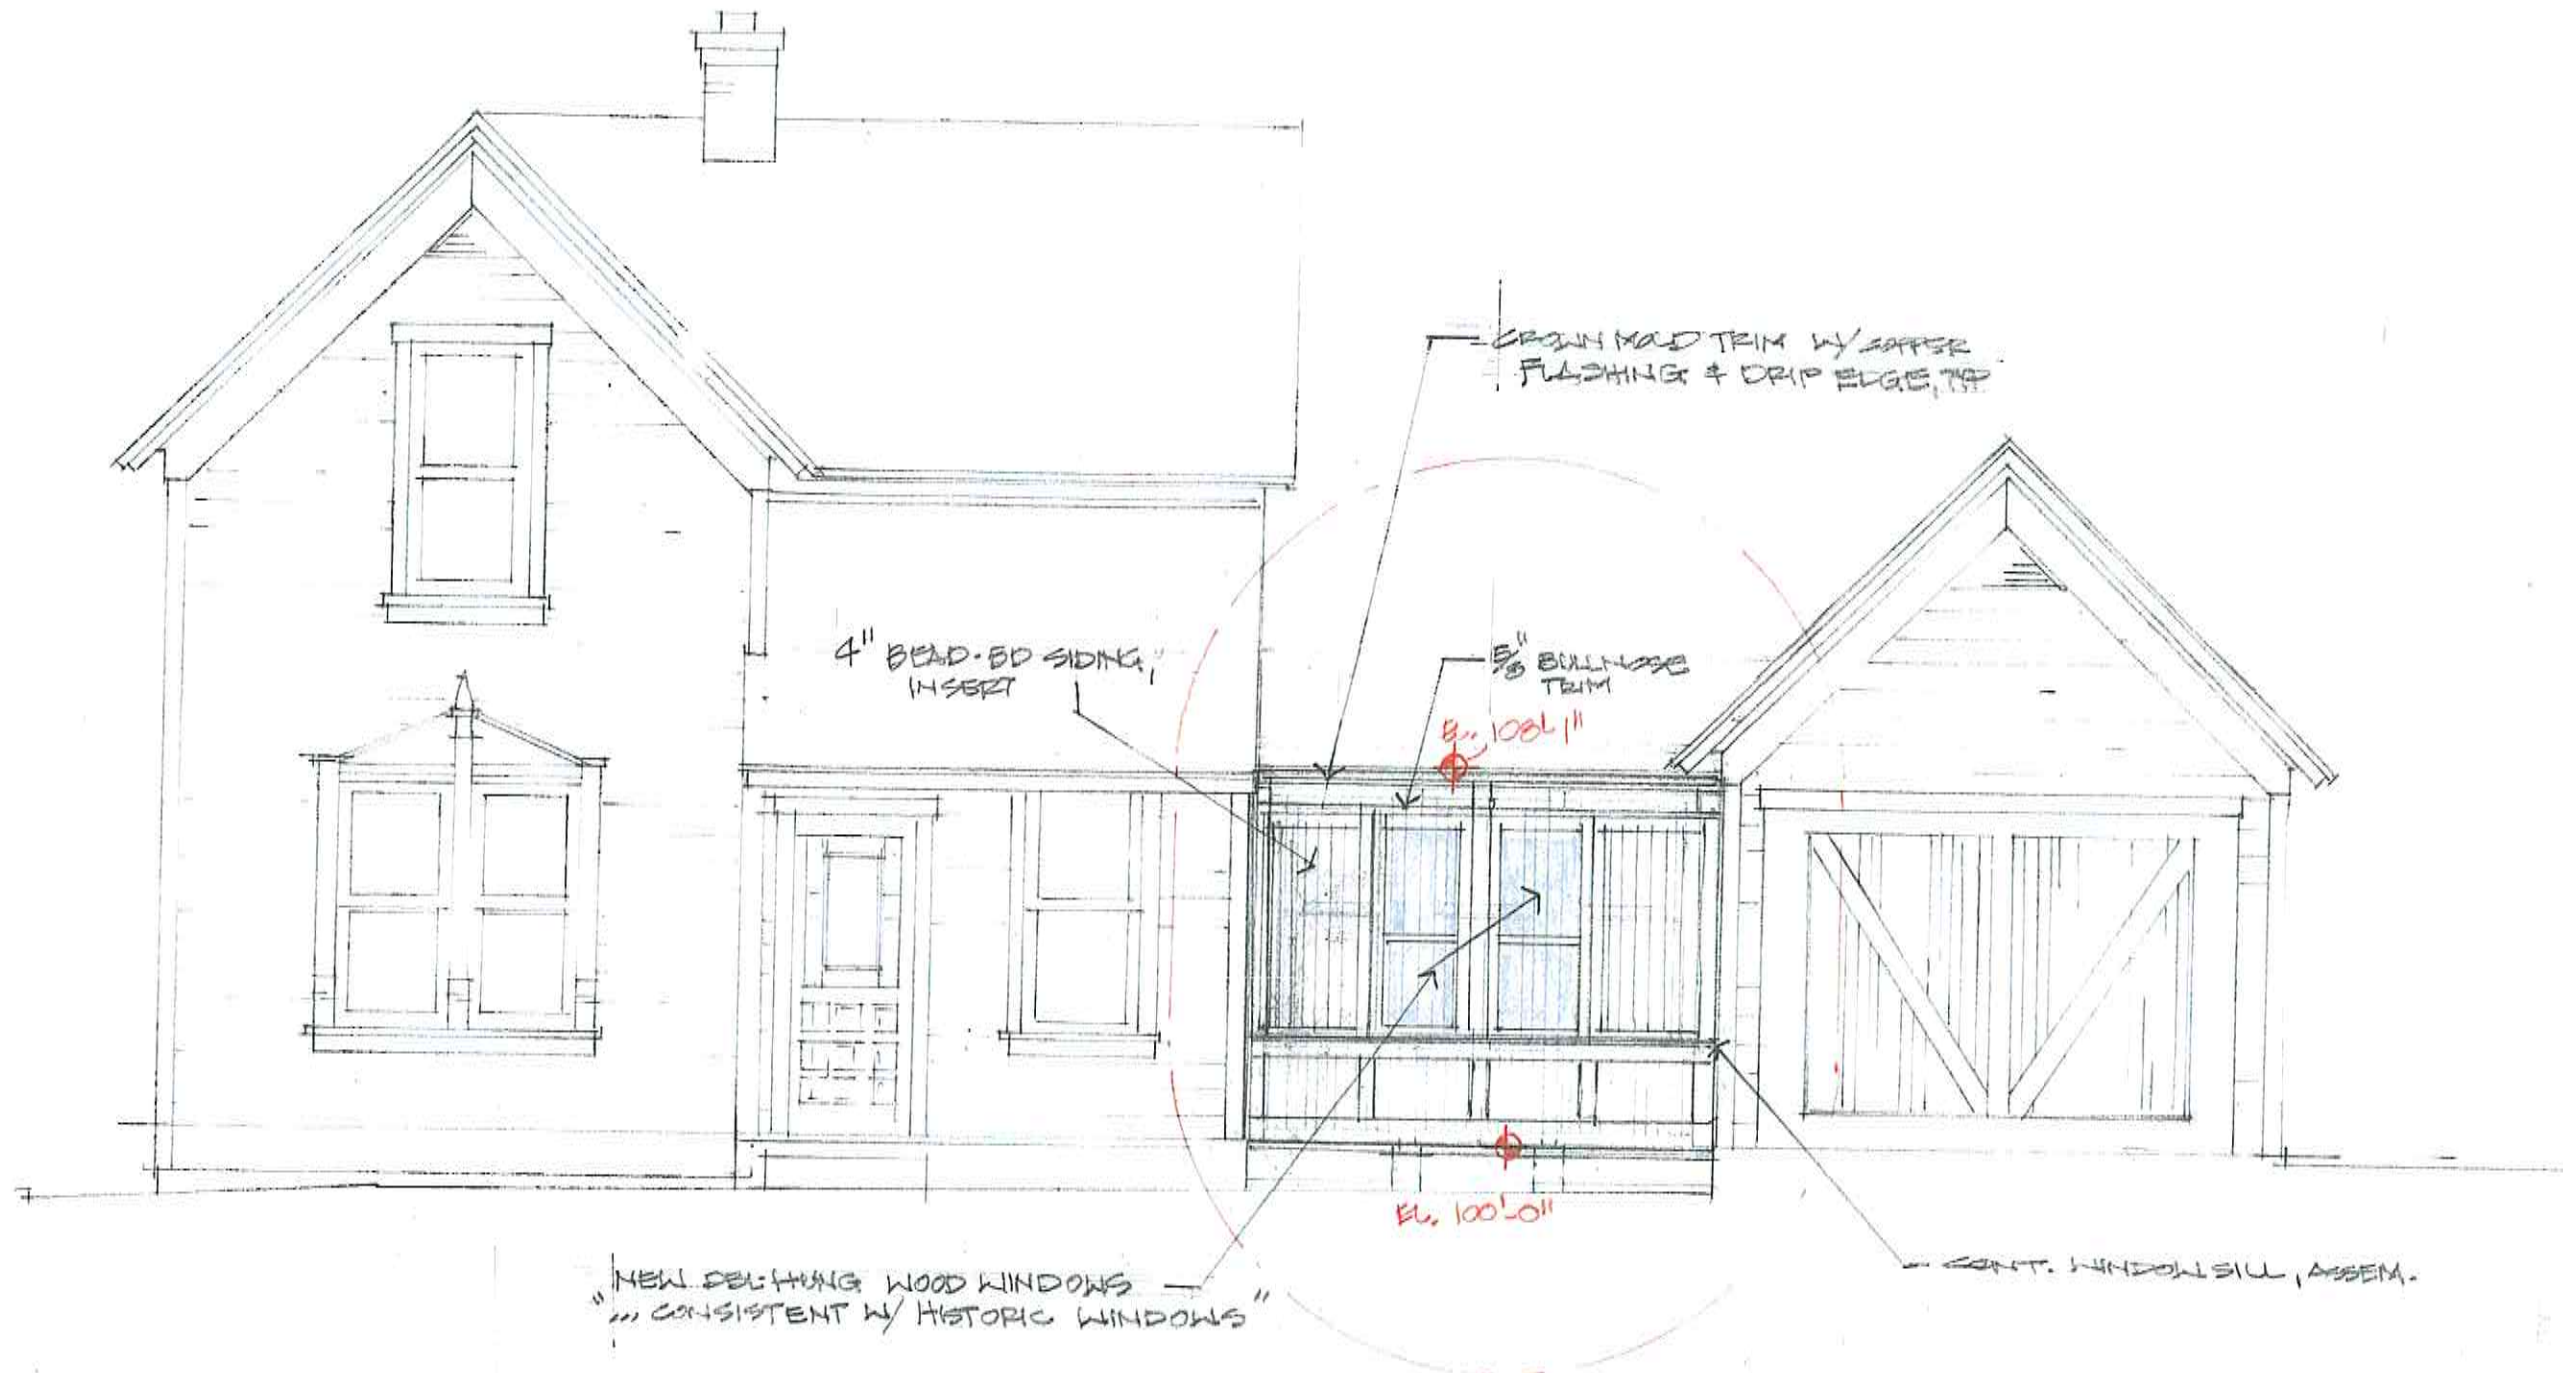 CROWN MOLD TRIM W/ COPPER
FLASHING & DRIP EDGE, TYP
4" BEAD·BD SIDING,
INSERT
5/8" BULLNOSE
TRIM
EL. 108'-1"
EL. 100'-0"
"NEW DBL·HUNG WOOD WINDOWS
... CONSISTENT W/ HISTORIC WINDOWS"
CONT. WINDOW SILL, ASSEM.